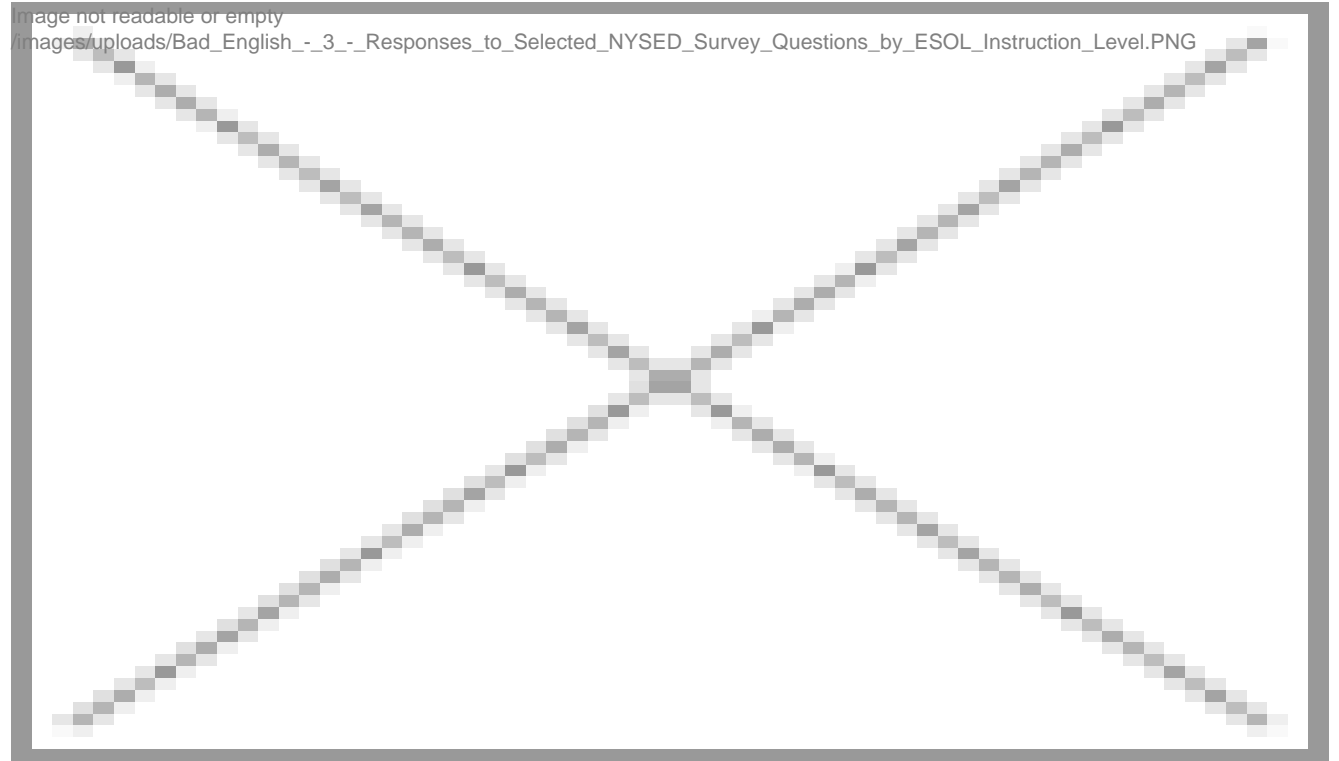 Image not readable or empty
/images/uploads/Bad_English_-_3_-_Responses_to_Selected_NYSED_Survey_Questions_by_ESOL_Instruction_Level.PNG